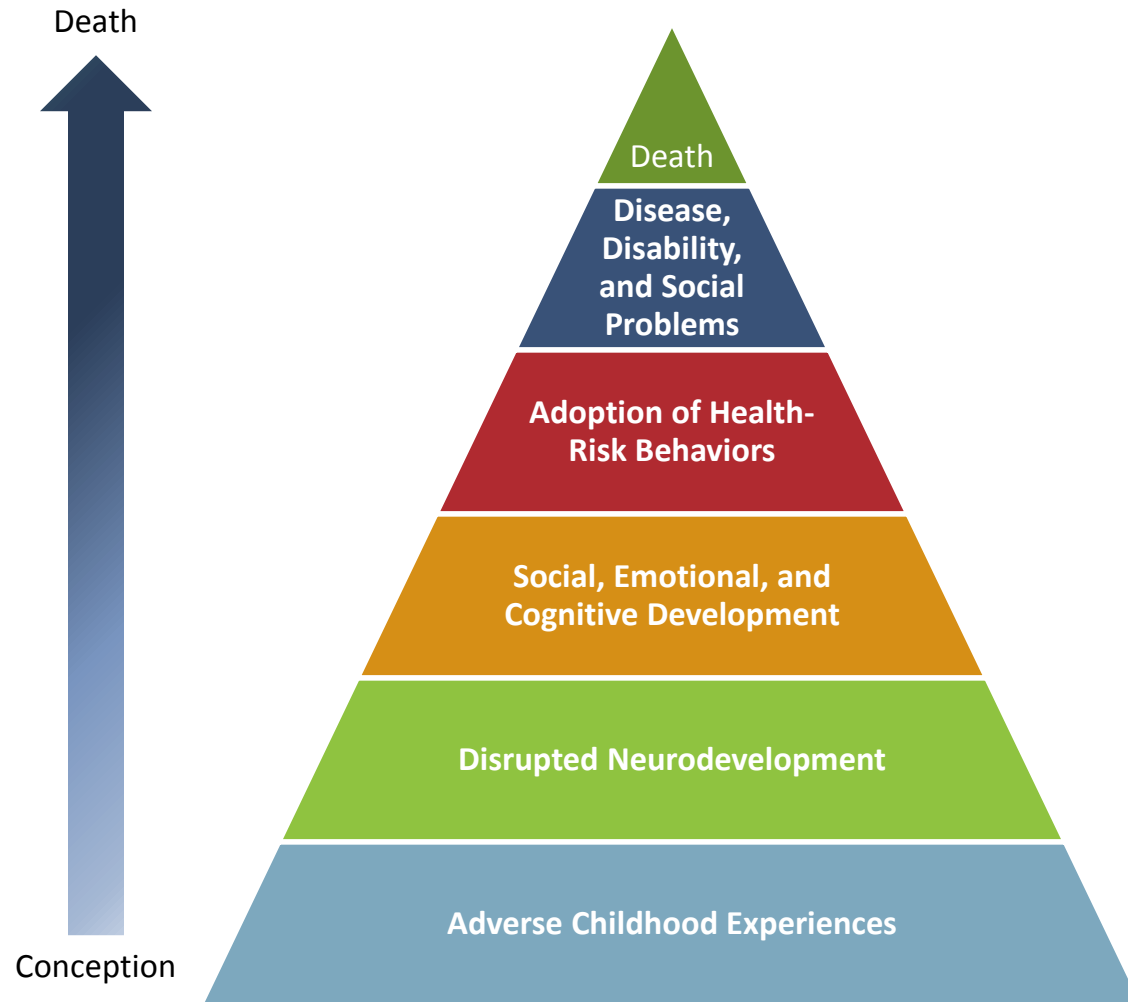 Death
Death
Disease,
Disability,
and Social
Problems
Adoption of Health-
Risk Behaviors
Social, Emotional, and
Cognitive Development
Disrupted Neurodevelopment
Adverse Childhood Experiences
Conception